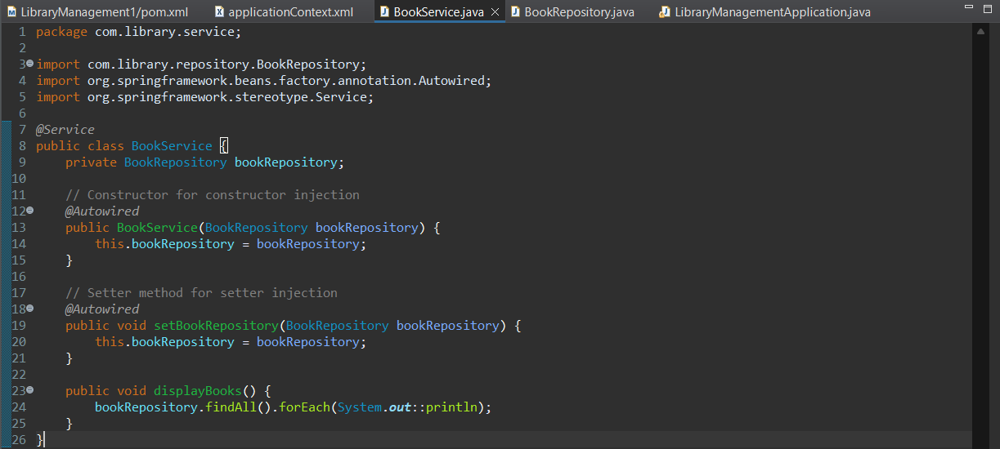 LibraryManagement1/pom.xml applicationContext.xml BookService.java BookRepository.java LibraryManagementApplication.java
1 package com.library.service;
2
3 import com.library.repository.BookRepository;
4 import org.springframework.beans.factory.annotation.Autowired;
5 import org.springframework.stereotype.Service;
6
7 @Service
8 public class BookService {
9     private BookRepository bookRepository;
10
11     // Constructor for constructor injection
12     @Autowired
13     public BookService(BookRepository bookRepository) {
14         this.bookRepository = bookRepository;
15     }
16
17     // Setter method for setter injection
18     @Autowired
19     public void setBookRepository(BookRepository bookRepository) {
20         this.bookRepository = bookRepository;
21     }
22
23     public void displayBooks() {
24         bookRepository.findAll().forEach(System.out::println);
25     }
26 }